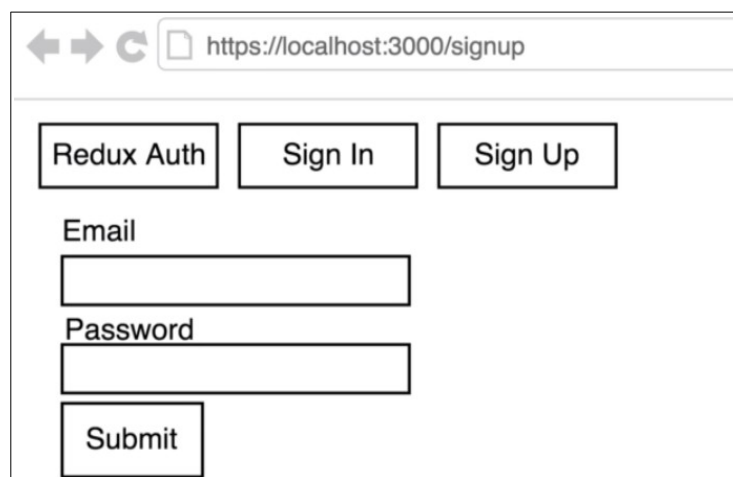 https://localhost:3000/signup
Redux Auth Sign In Sign Up
Email
Password
Submit